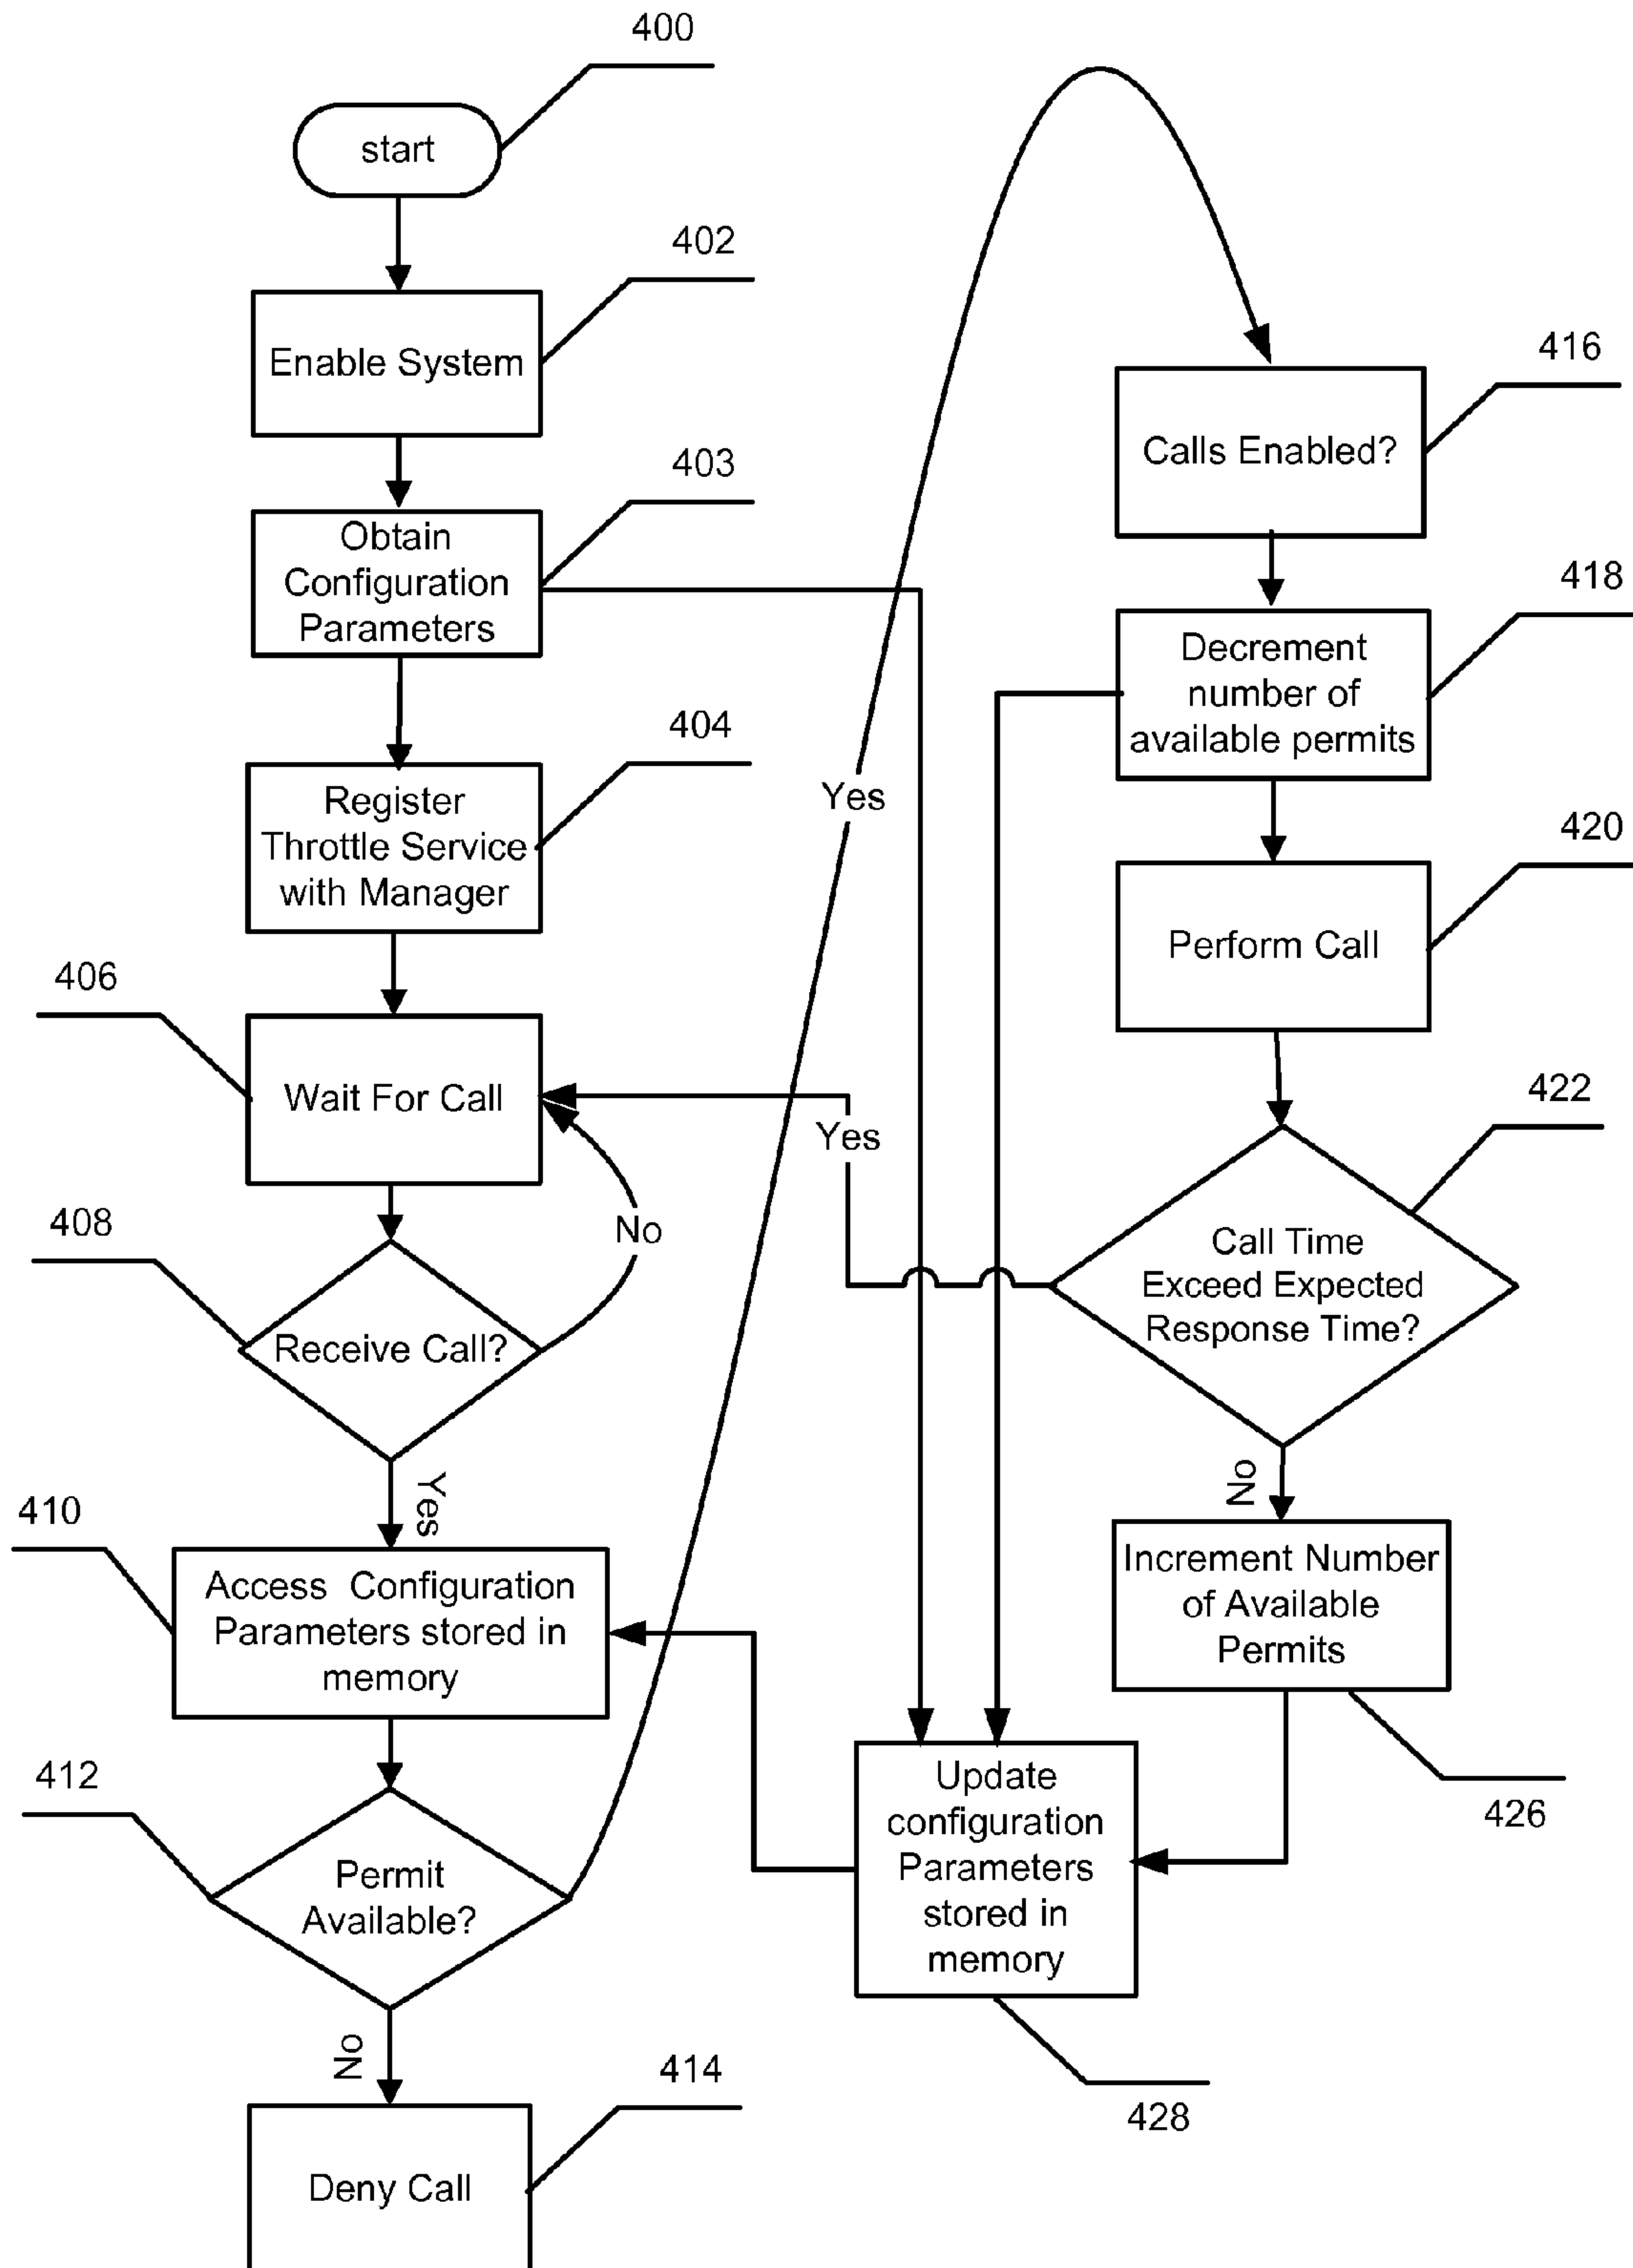 400
start
402
Enable System
403
Obtain
Configuration
Parameters
404
Register
Throttle Service
with Manager
406
Wait For Call
No
408
Receive Call?
Yes
410
Access Configuration
Parameters stored in
memory
412
Permit
Available?
No
414
Deny Call
Yes
416
Calls Enabled?
418
Decrement
number of
available permits
420
Perform Call
422
Call Time
Exceed Expected
Response Time?
Yes
No
Increment Number
of Available
Permits
426
Update
configuration
Parameters
stored in
memory
428